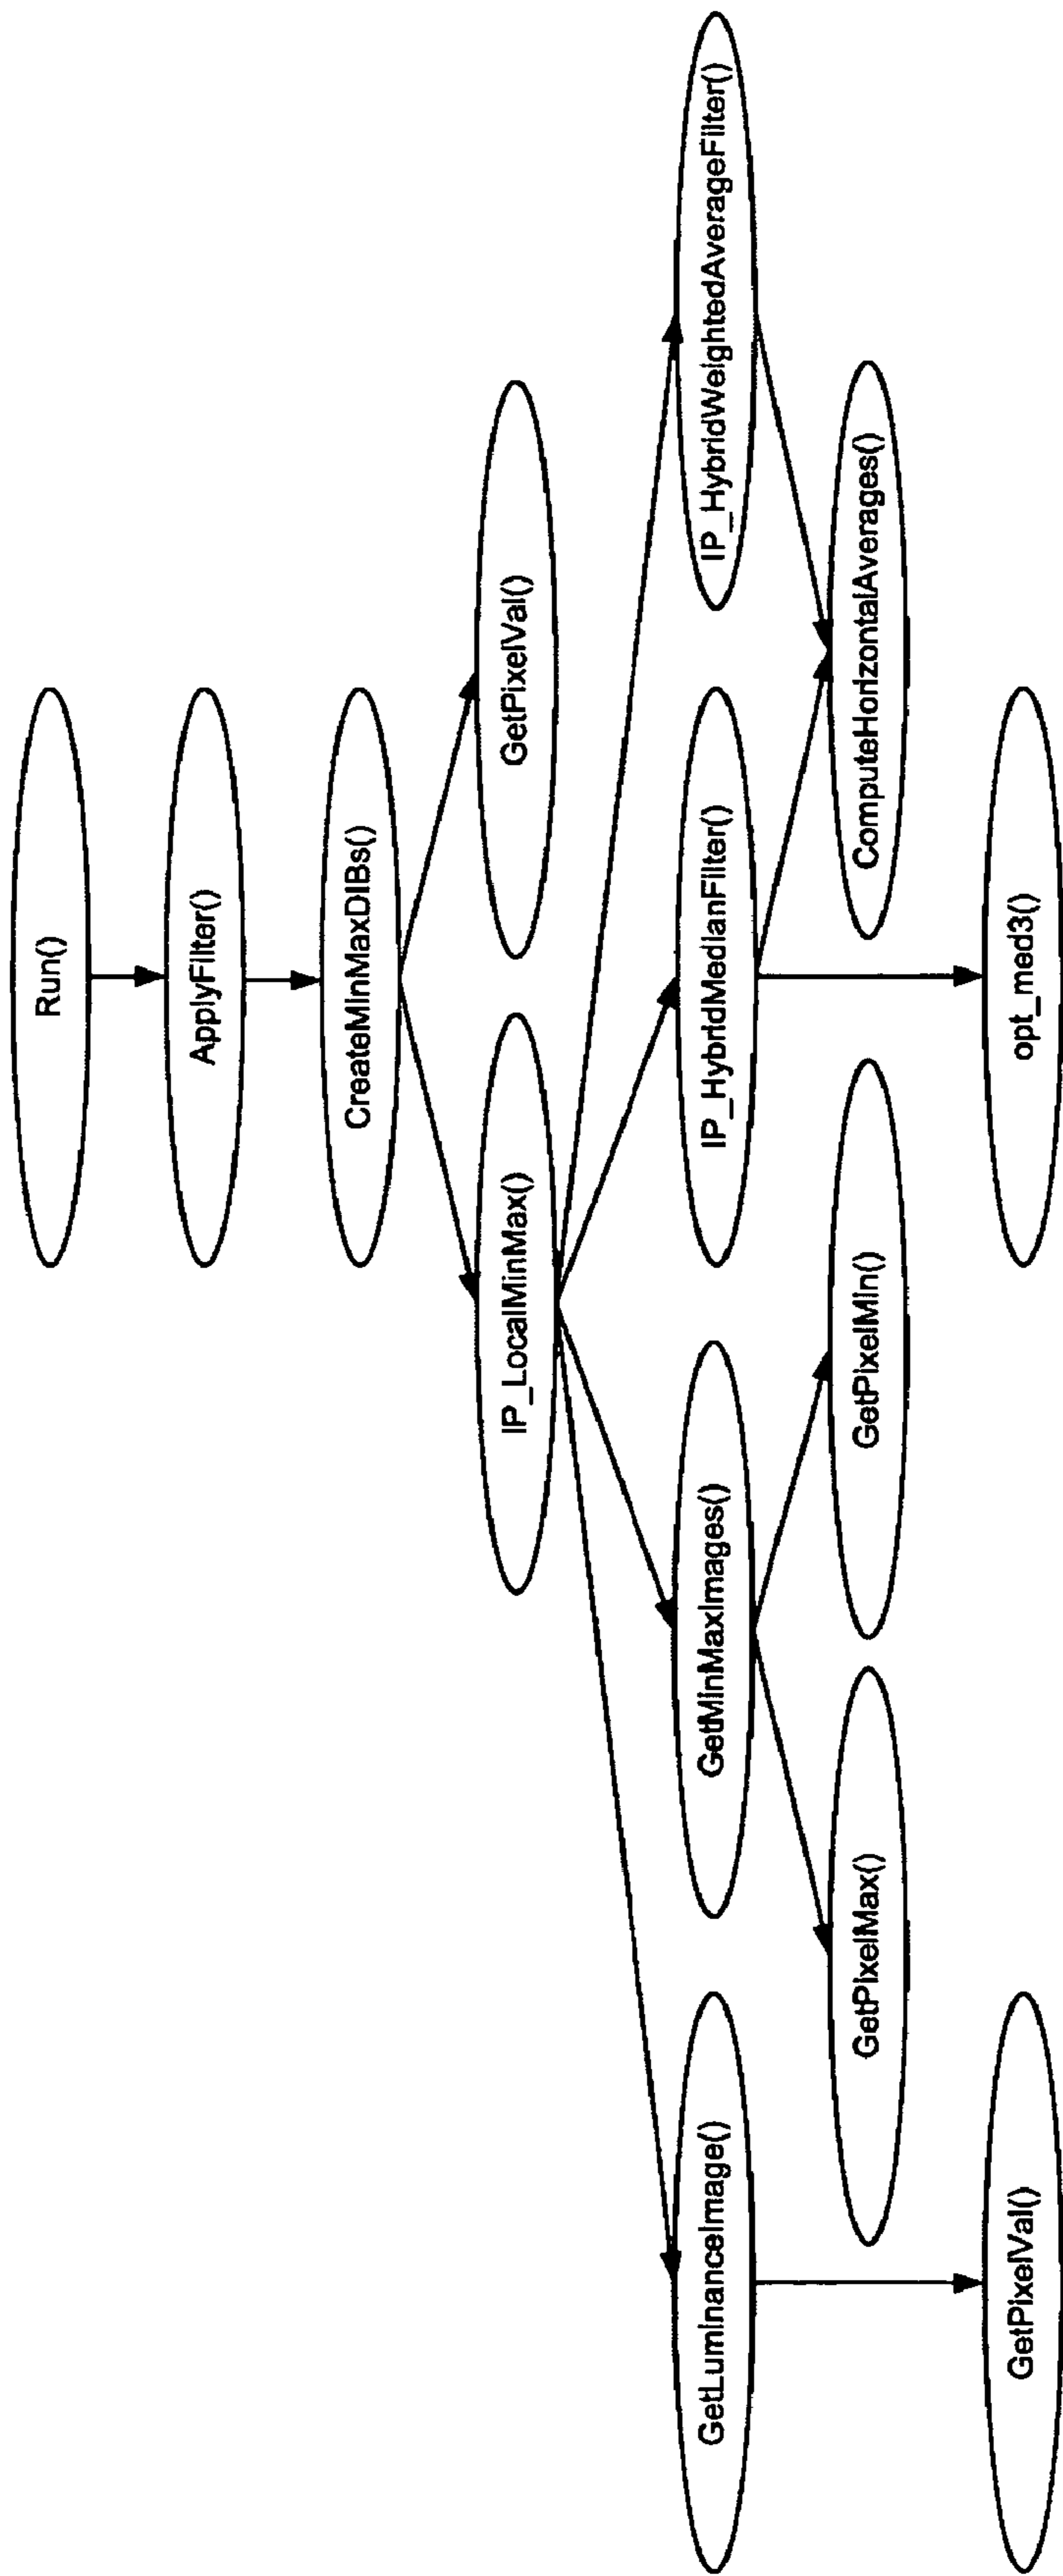 Run()
ApplyFilter()
CreateMinMaxDIBs()
IP_LocalMinMax()
GetPixelVal()
GetLuminanceImage()
GetMinMaxImages()
IP_HybridMedianFilter()
IP_HybridWeightedAverageFilter()
GetPixelMax()
GetPixelMin()
ComputeHorizontalAverages()
GetPixelVal()
opt_med3()